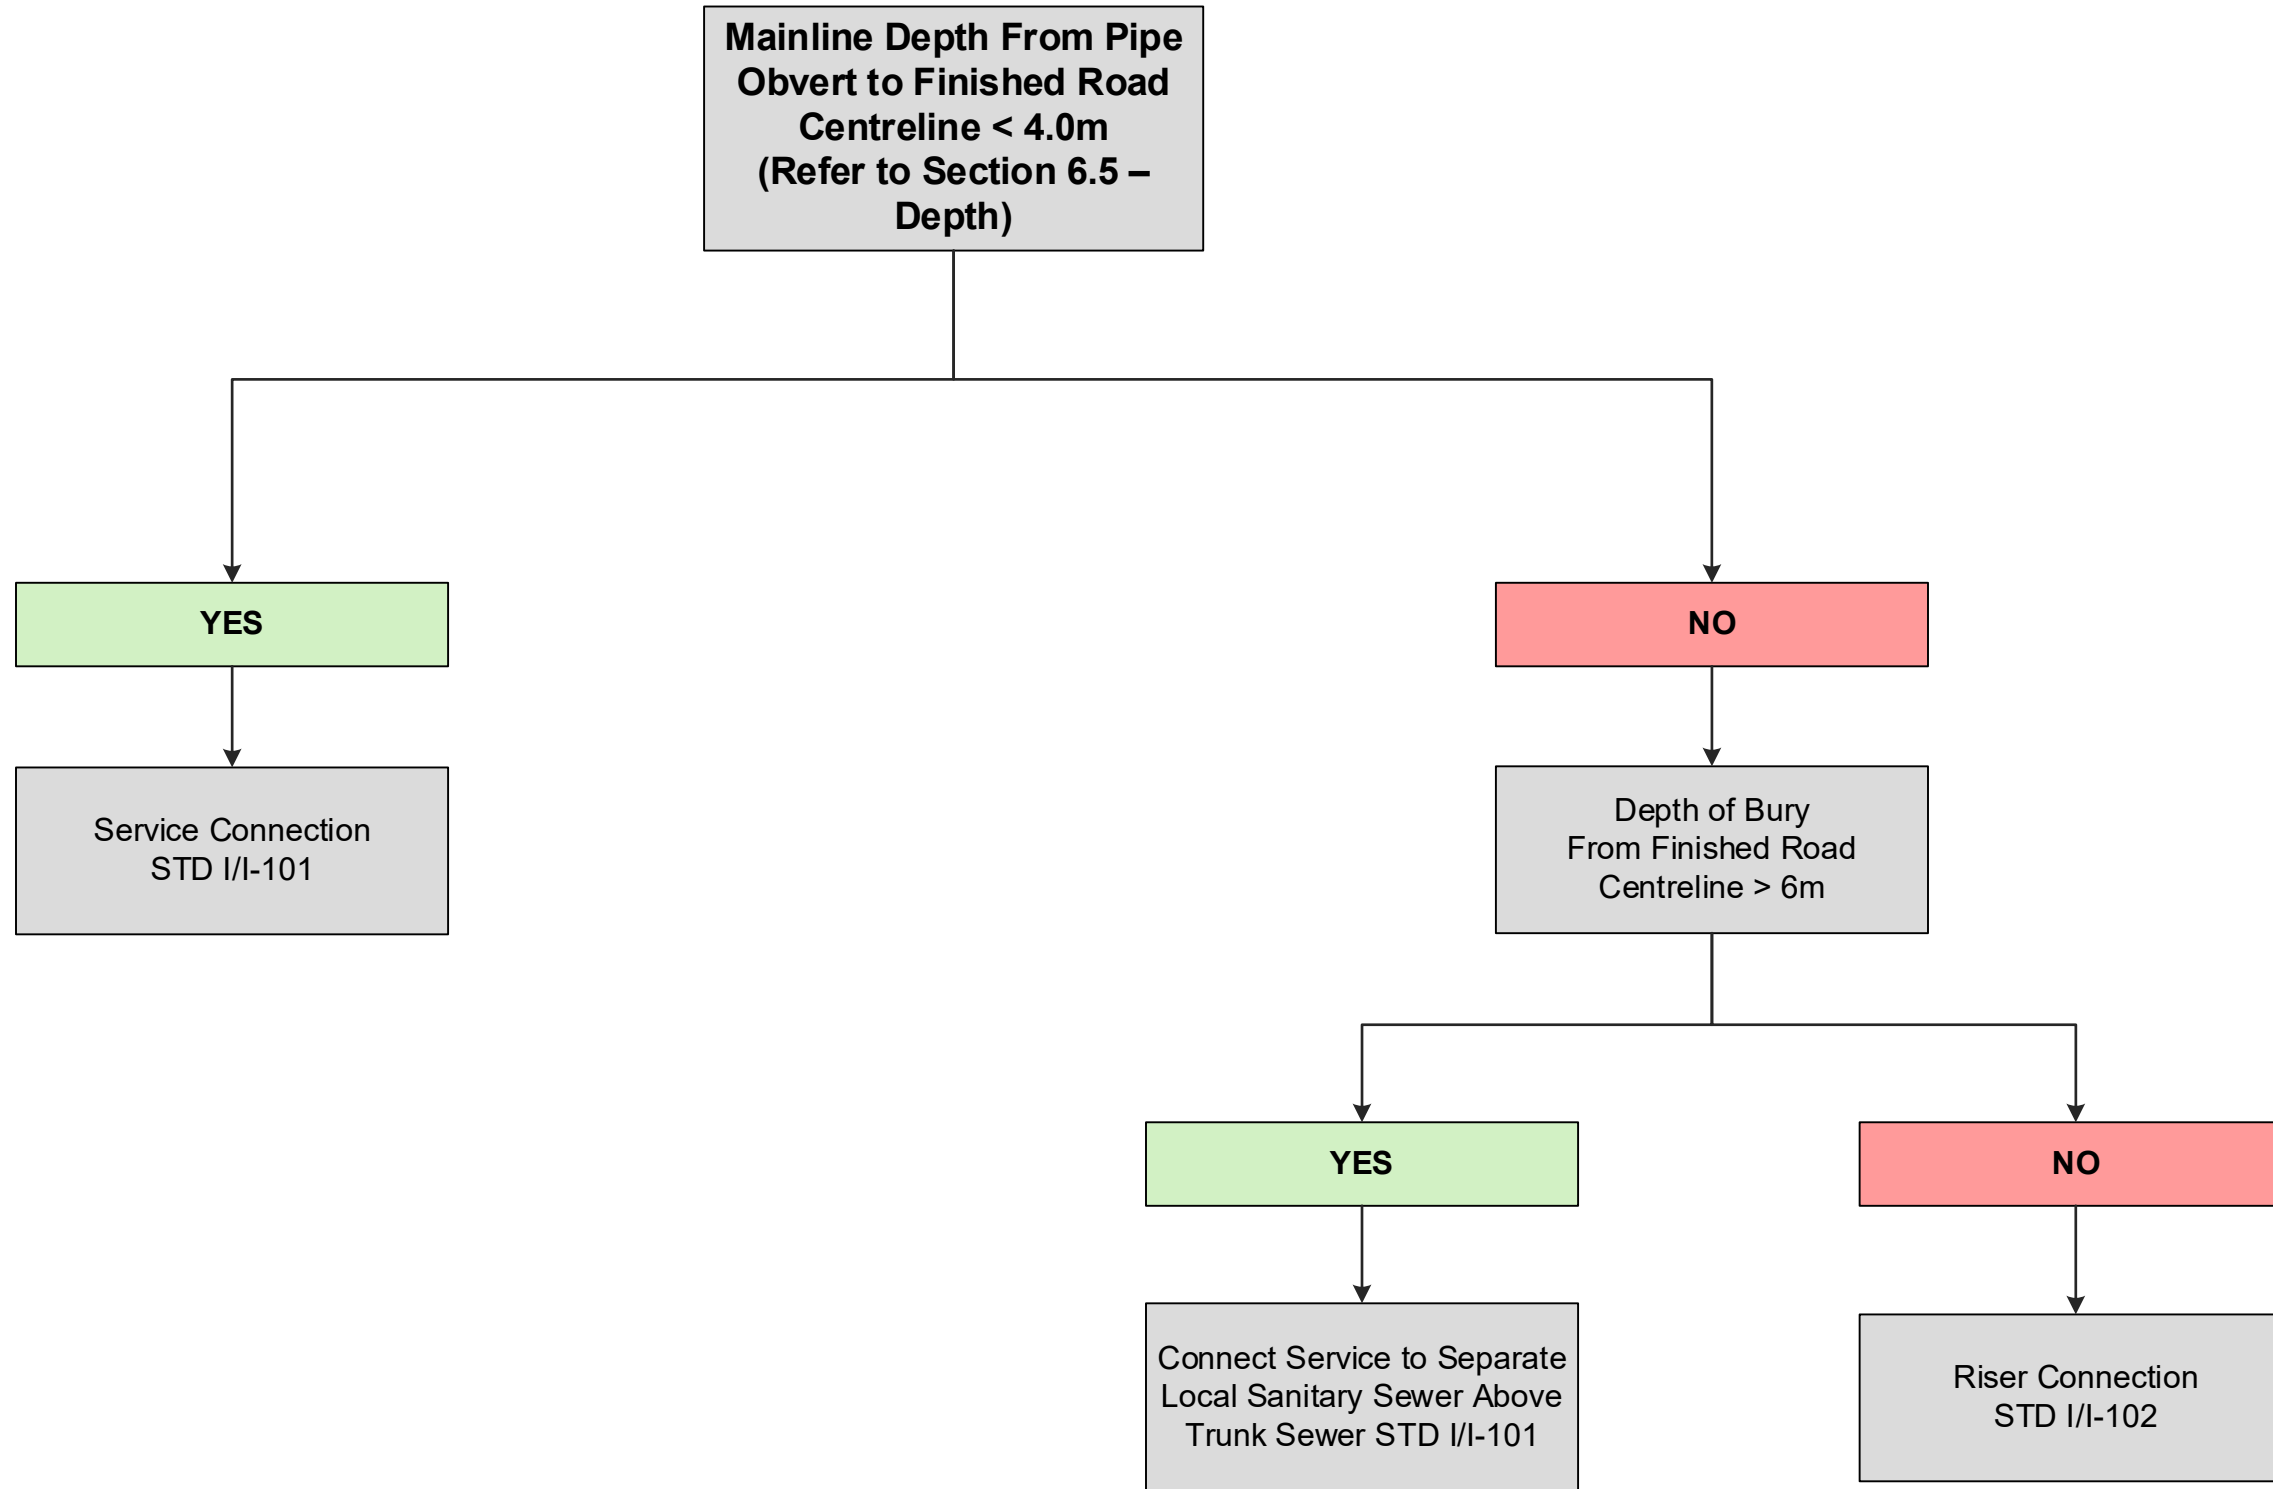 Mainline Depth From Pipe
Obvert to Finished Road
Centreline < 4.0m
(Refer to Section 6.5 –
Depth)
YES
NO
Service Connection
STD I/I-101
Depth of Bury
From Finished Road
Centreline > 6m
YES
NO
Connect Service to Separate
Local Sanitary Sewer Above
Trunk Sewer STD I/I-101
Riser Connection
STD I/I-102